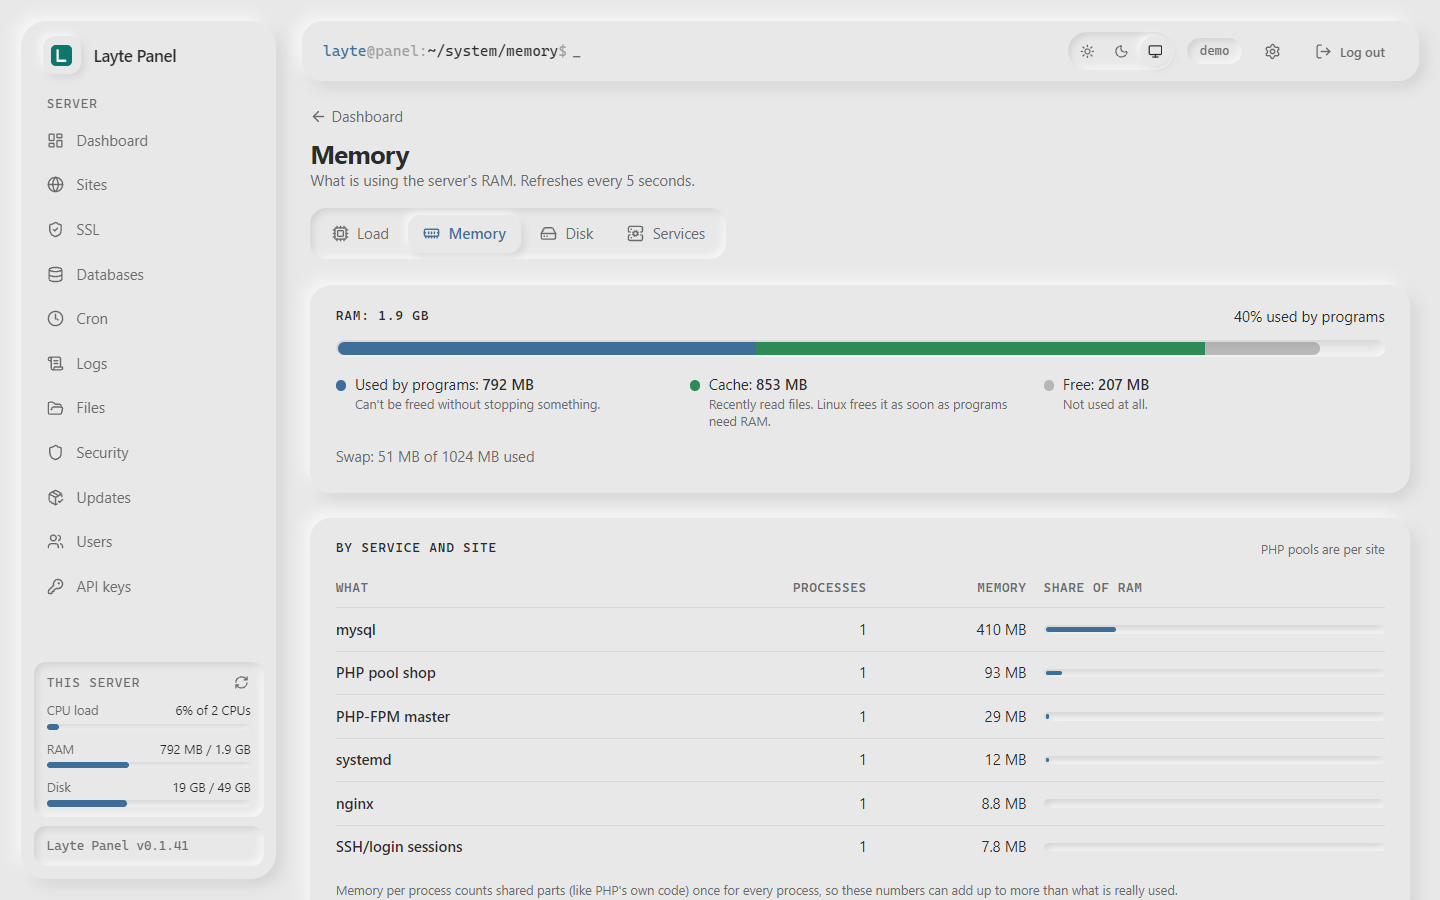 Layte Panel
SERVER
Dashboard
Sites
SSL
Databases
Cron
Logs
Files
Security
Updates
Users
API keys
THIS SERVER
CPU load 6% of 2 CPUs
RAM 792 MB / 1.9 GB
Disk 19 GB / 49 GB
Layte Panel v0.1.41
layte@panel:~/system/memory$ _
demo
Log out
Dashboard
Memory
What is using the server's RAM. Refreshes every 5 seconds.
Load Memory Disk Services
RAM: 1.9 GB 40% used by programs
Used by programs: 792 MB
Can't be freed without stopping something.
Cache: 853 MB
Recently read files. Linux frees it as soon as programs
need RAM.
Free: 207 MB
Not used at all.
Swap: 51 MB of 1024 MB used
BY SERVICE AND SITE PHP pools are per site
WHAT PROCESSES MEMORY SHARE OF RAM
mysql 1 410 MB
PHP pool shop 1 93 MB
PHP-FPM master 1 29 MB
systemd 1 12 MB
nginx 1 8.8 MB
SSH/login sessions 1 7.8 MB
Memory per process counts shared parts (like PHP's own code) once for every process, so these numbers can add up to more than what is really used.